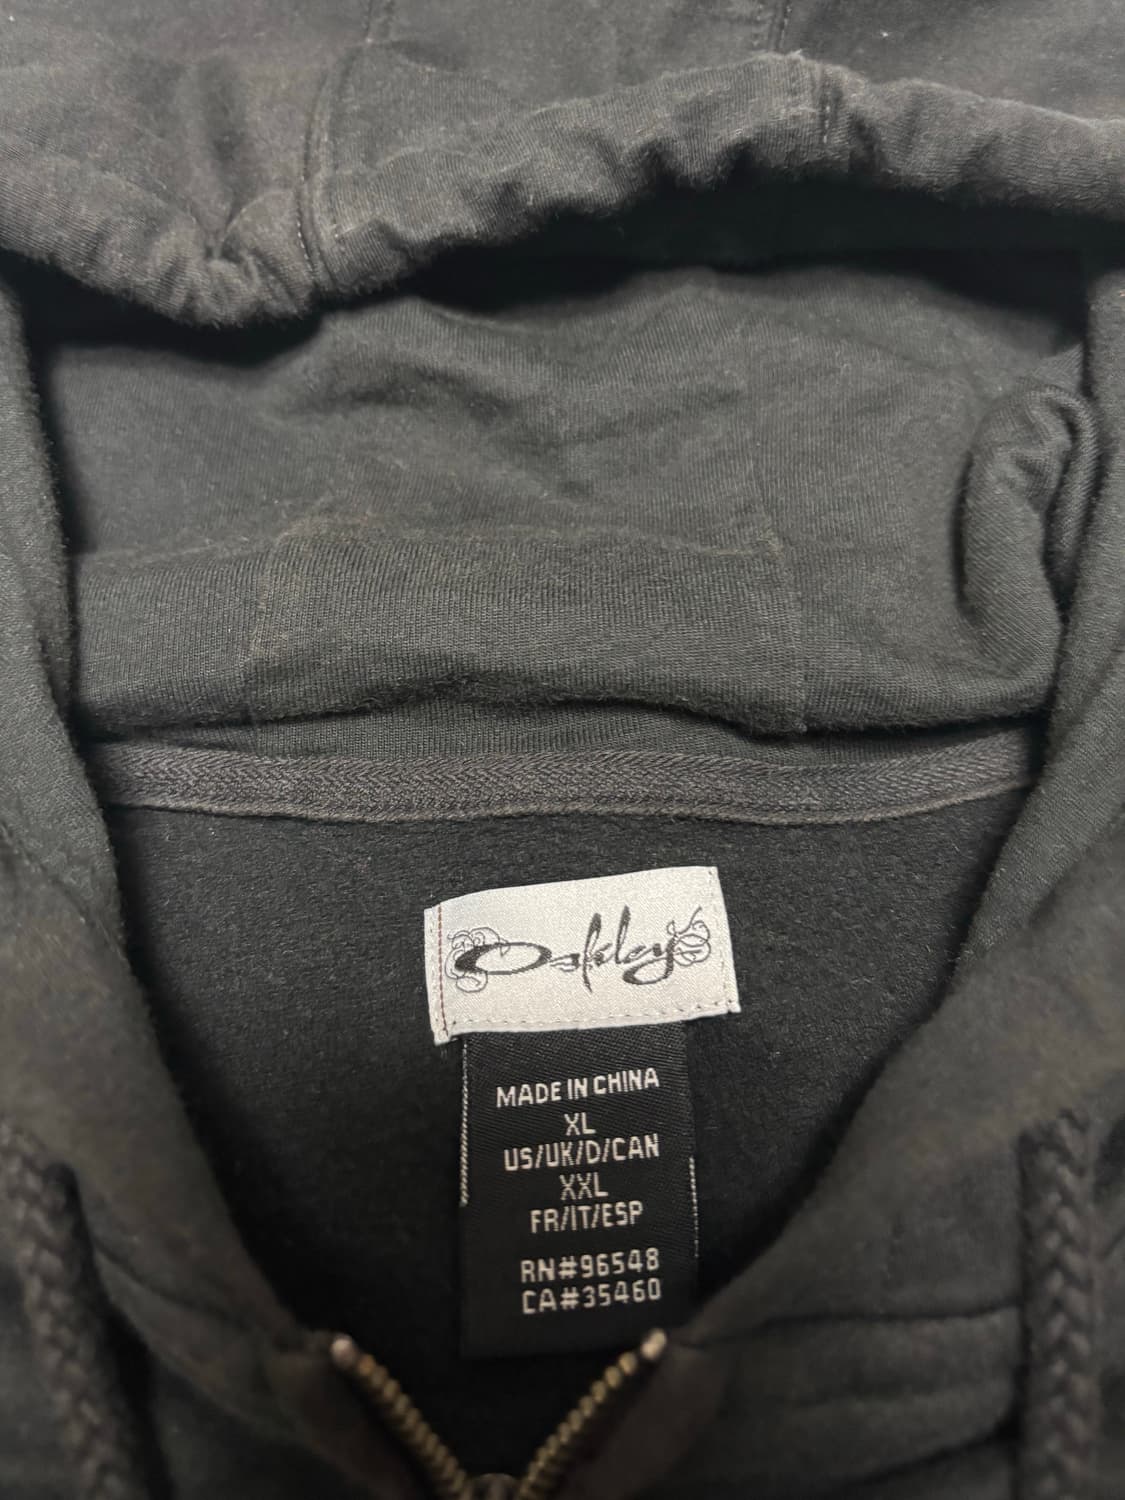 Oakley
MADE IN CHINA
XL
US/UK/D/CAN
XXL
FR/IT/ESP
RN#96548
CA#35460